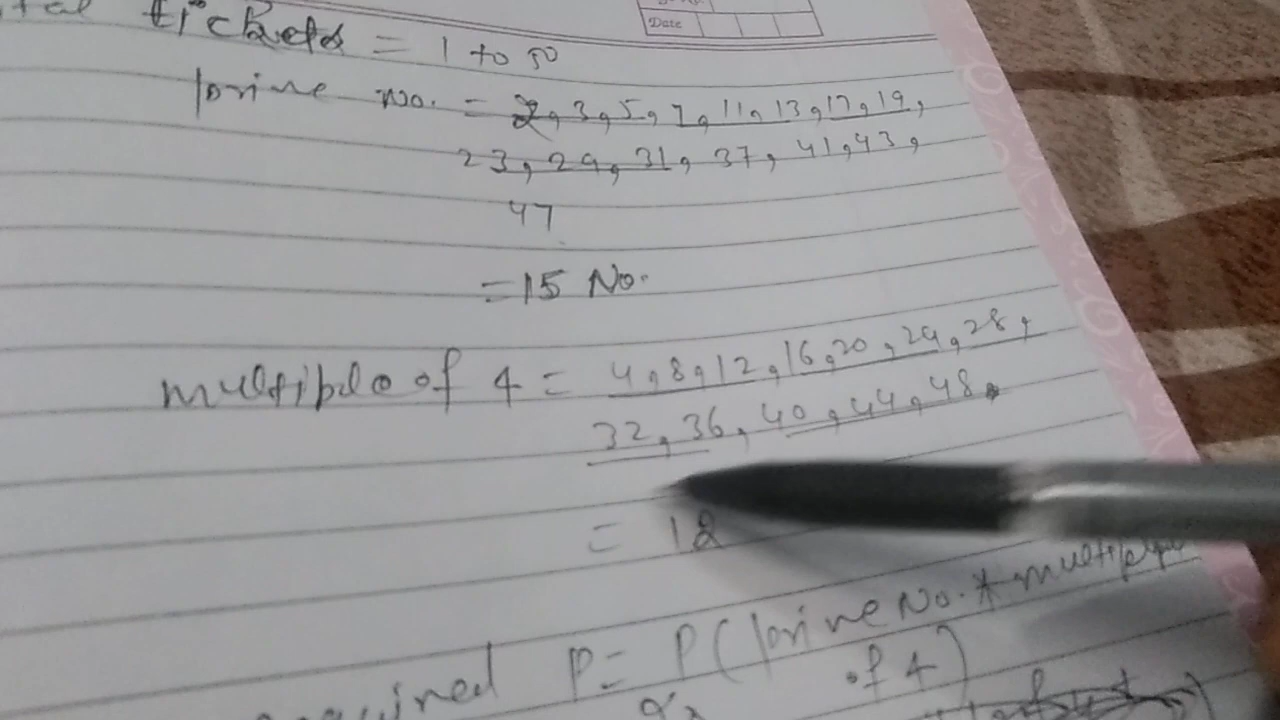 Date
tickets = 1 to 50
prime No. = 2, 3, 5, 7, 11, 13, 17, 19,
23, 29, 31, 37, 41, 43,
47
= 15 No.
multiple of 4 = 4, 8, 12, 16, 20, 24, 28,
32, 36, 40, 44, 48.
= 12
P = P(prime No. * multiple
of 4)